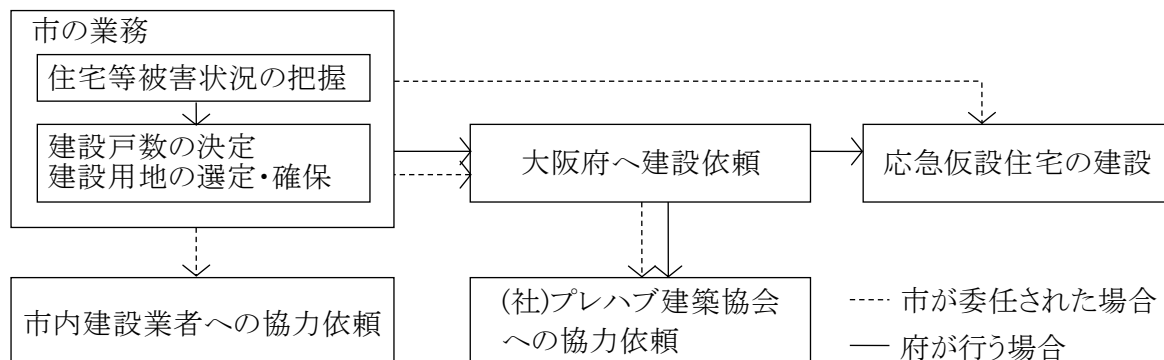 市の業務
住宅等被害状況の把握
建設戸数の決定
建設用地の選定・確保
大阪府へ建設依頼
応急仮設住宅の建設
市内建設業者への協力依頼
(社)プレハブ建築協会
への協力依頼
市が委任された場合
府が行う場合